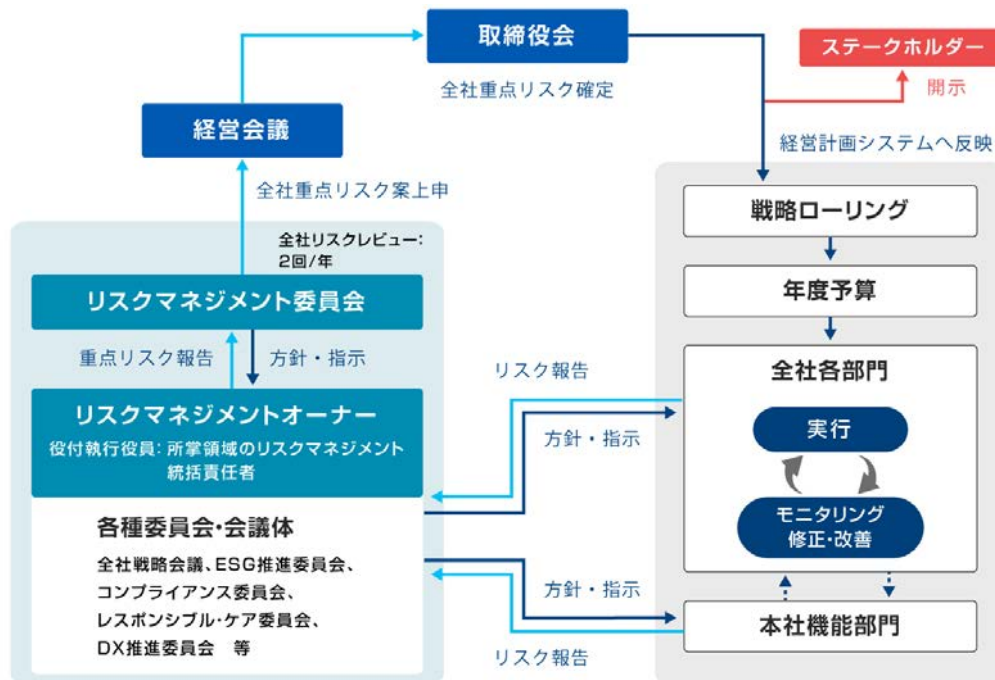 取締役会
ステークホルダー
開示
全社重点リスク確定
経営会議
経営計画システムへ反映
全社重点リスク案上申
全社リスクレビュー:
2回/年
リスクマネジメント委員会
重点リスク報告
方針・指示
リスクマネジメントオーナー
役付執行役員: 所掌領域のリスクマネジメント
統括責任者
各種委員会・会議体
全社戦略会議、ESG推進委員会、
コンプライアンス委員会、
レスポンシブル・ケア委員会、
DX推進委員会 等
リスク報告
方針・指示
方針・指示
リスク報告
戦略ローリング
年度予算
全社各部門
実行
モニタリング
修正・改善
本社機能部門